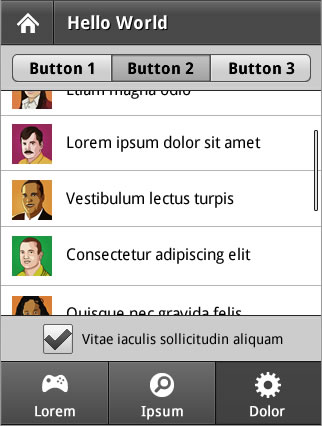 Hello World
Button 1 Button 2 Button 3
Etiam magna odio
Lorem ipsum dolor sit amet
Vestibulum lectus turpis
Consectetur adipiscing elit
Quisque nec gravida felis
Vitae iaculis sollicitudin aliquam
Lorem Ipsum Dolor